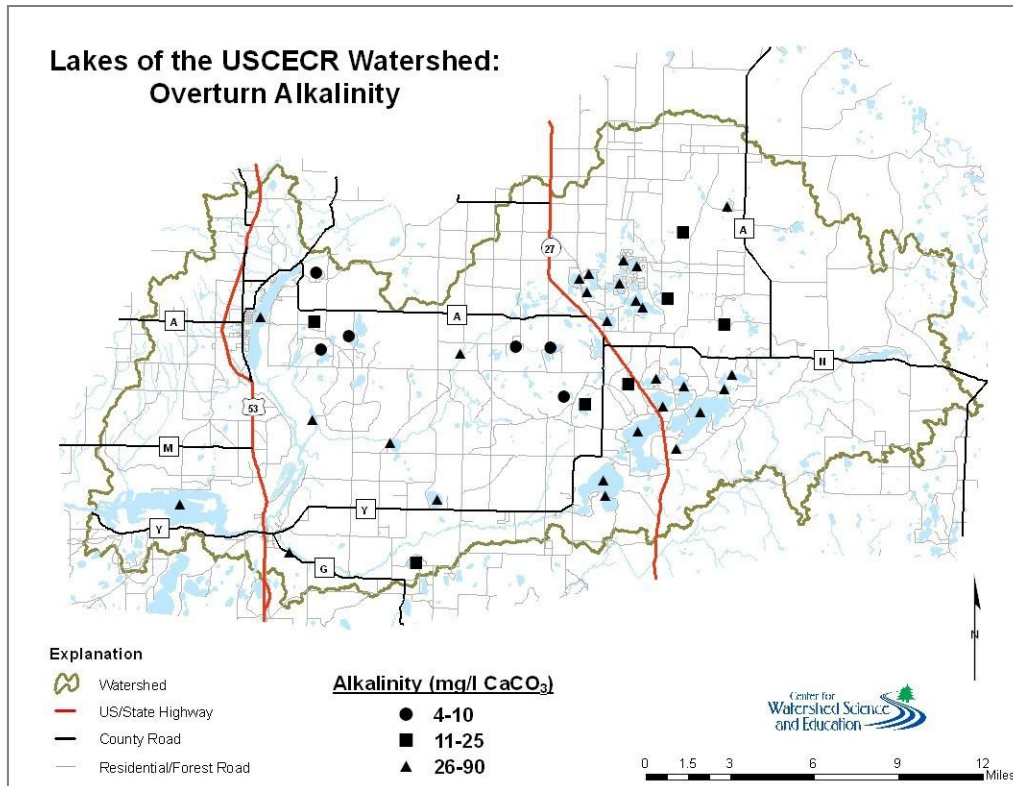 Lakes of the USCECR Watershed:
Overturn Alkalinity
A
27
A
A
H
53
M
Y
Y
G
N
Explanation
Watershed
US/State Highway
County Road
Residential/Forest Road
Alkalinity (mg/l CaCO₃)
4-10
11-25
26-90
Center for
Watershed Science
and Education
0 1.5 3 6 9 12
Miles